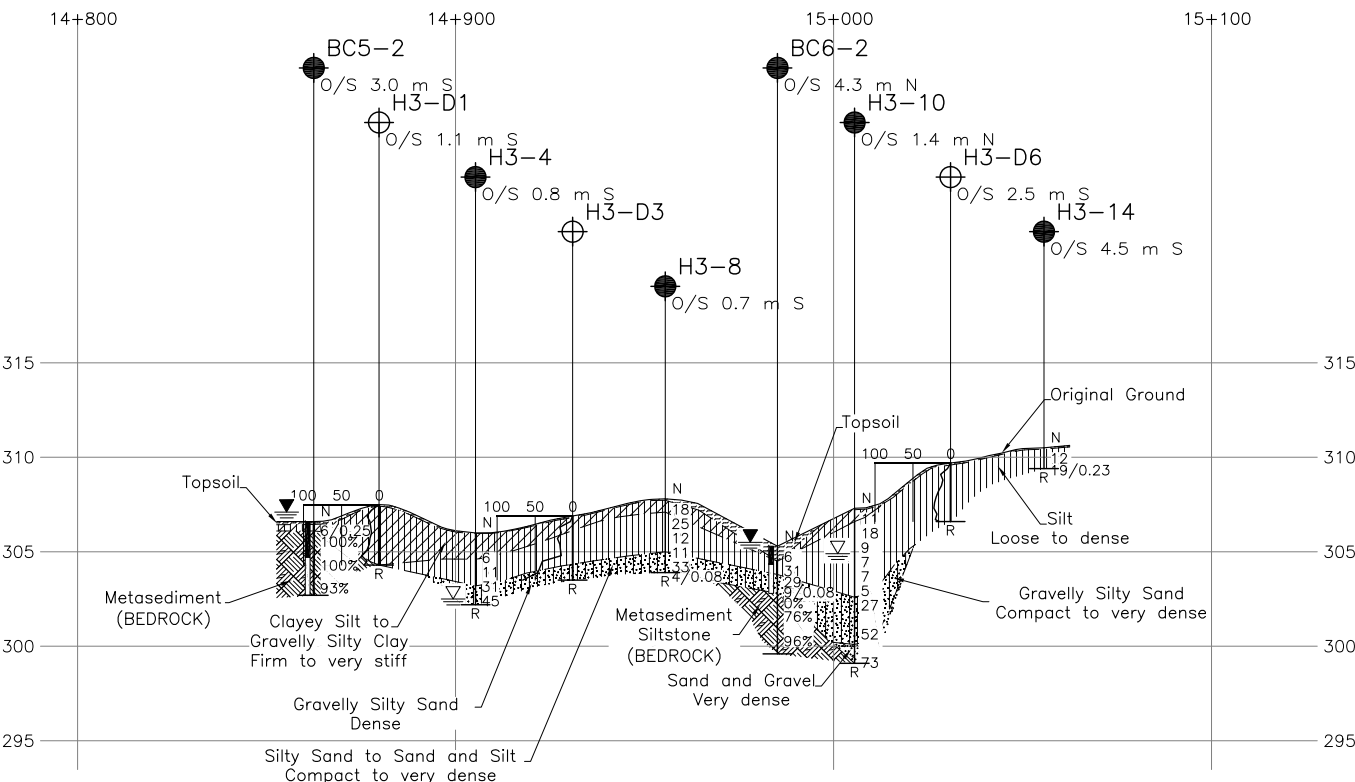 14+800
14+900
15+000
15+100
BC5-2
O/S 3.0 m S
H3-D1
O/S 1.1 m S
H3-4
O/S 0.8 m S
H3-D3
H3-8
O/S 0.7 m S
BC6-2
O/S 4.3 m N
H3-10
O/S 1.4 m N
H3-D6
O/S 2.5 m S
H3-14
O/S 4.5 m S
315
315
Original Ground
Topsoil
310
310
100 50 0
N
12
19/0.23
R
Topsoil
100 50 0
N
6/0.25
100%
100%
93%
R
N
6
11
31
45
R
100 50 0
R
N
18
25
12
11
33
4/0.08
R
N
6
31
29
9/0.08
0%
76%
96%
N
11
18
9
7
7
5
27
52
73
R
R
Silt
Loose to dense
305
305
Metasediment
(BEDROCK)
Clayey Silt to
Gravelly Silty Clay
Firm to very stiff
Metasediment
Siltstone
(BEDROCK)
Gravelly Silty Sand
Compact to very dense
300
300
Sand and Gravel
Very dense
Gravelly Silty Sand
Dense
295
295
Silty Sand to Sand and Silt
Compact to very dense